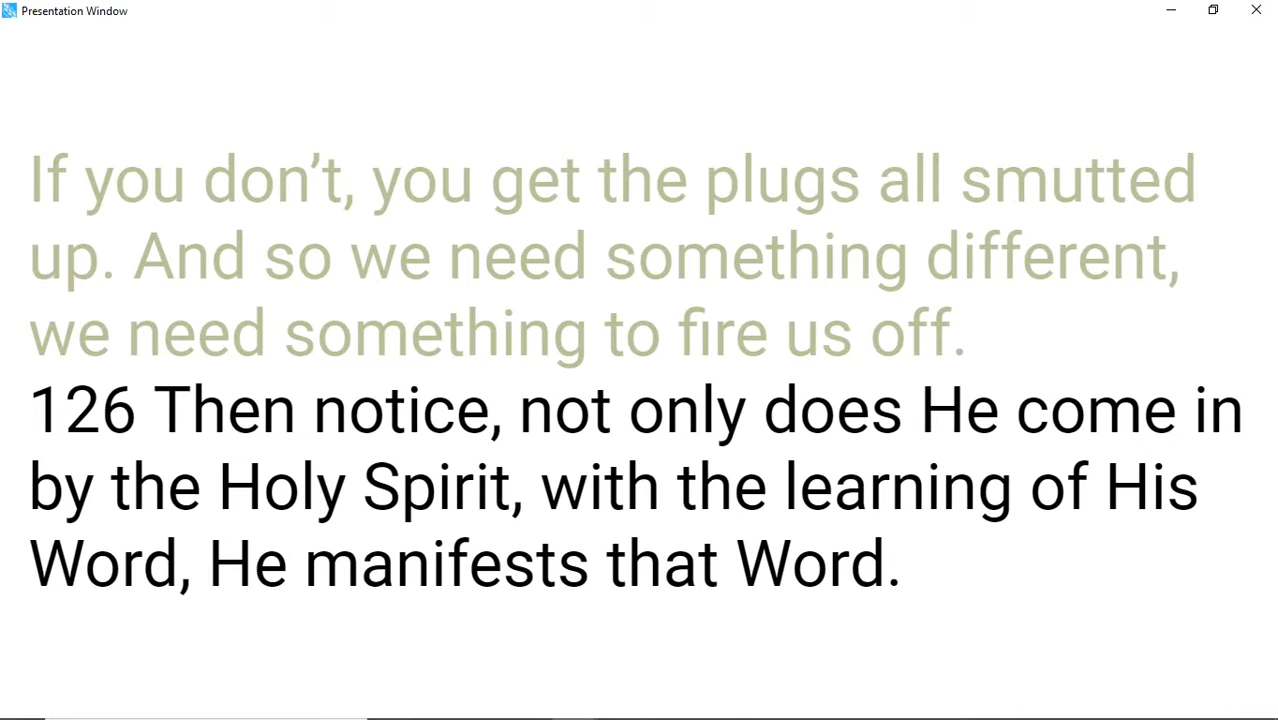 Presentation Window
If you don’t, you get the plugs all smutted
up. And so we need something different,
we need something to fire us off.
126 Then notice, not only does He come in
by the Holy Spirit, with the learning of His
Word, He manifests that Word.